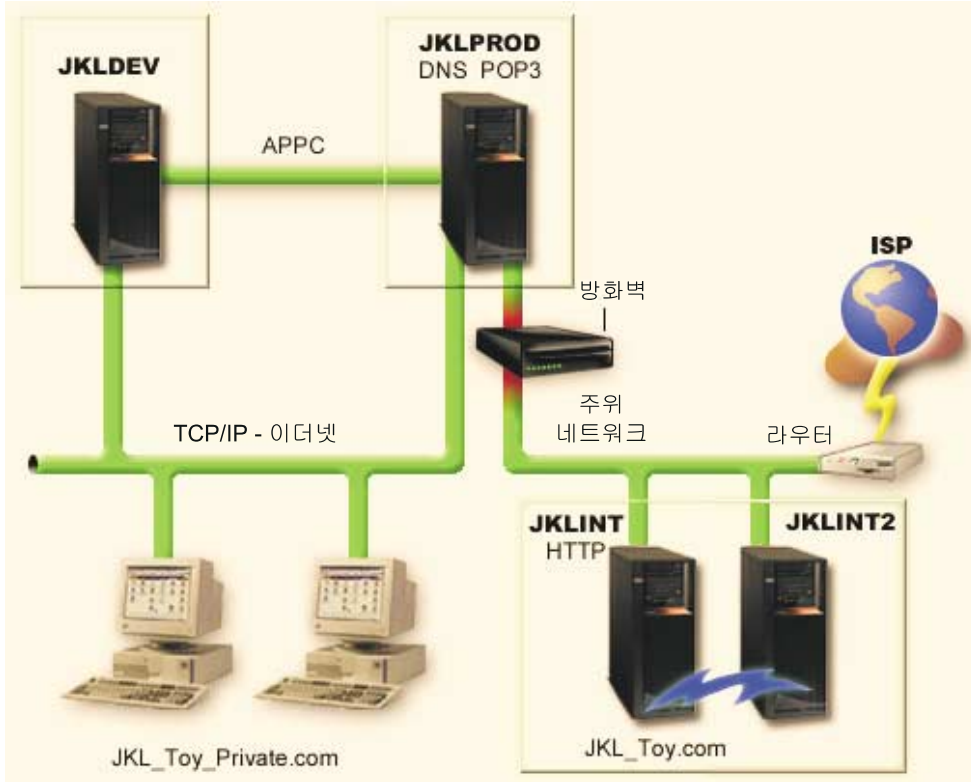 JKLDEV
JKLPROD
DNS POP3
APPC
ISP
방화벽
주위
네트워크
라우터
TCP/IP - 이더넷
JKLINT
HTTP
JKLINT2
JKL_Toy_Private.com
JKL_Toy.com